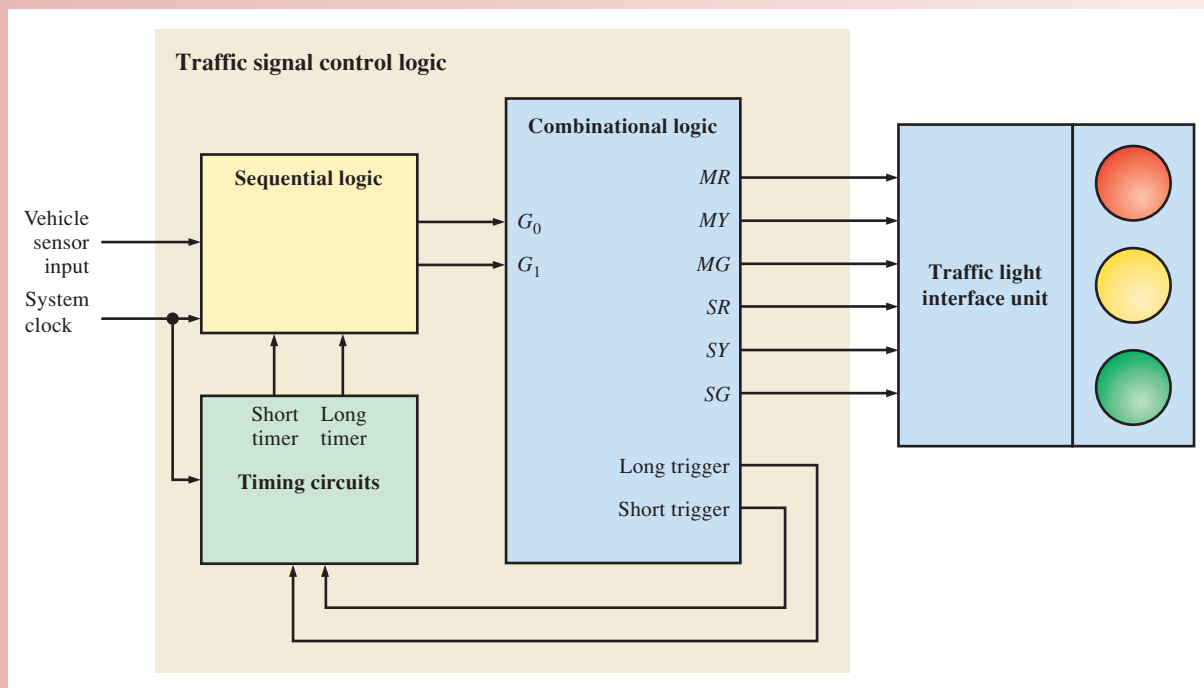 Traffic signal control logic
Combinational logic
Sequential logic
Vehicle
sensor
input
System
clock
G0
G1
MR
MY
MG
SR
SY
SG
Traffic light
interface unit
Short
timer
Long
timer
Timing circuits
Long trigger
Short trigger